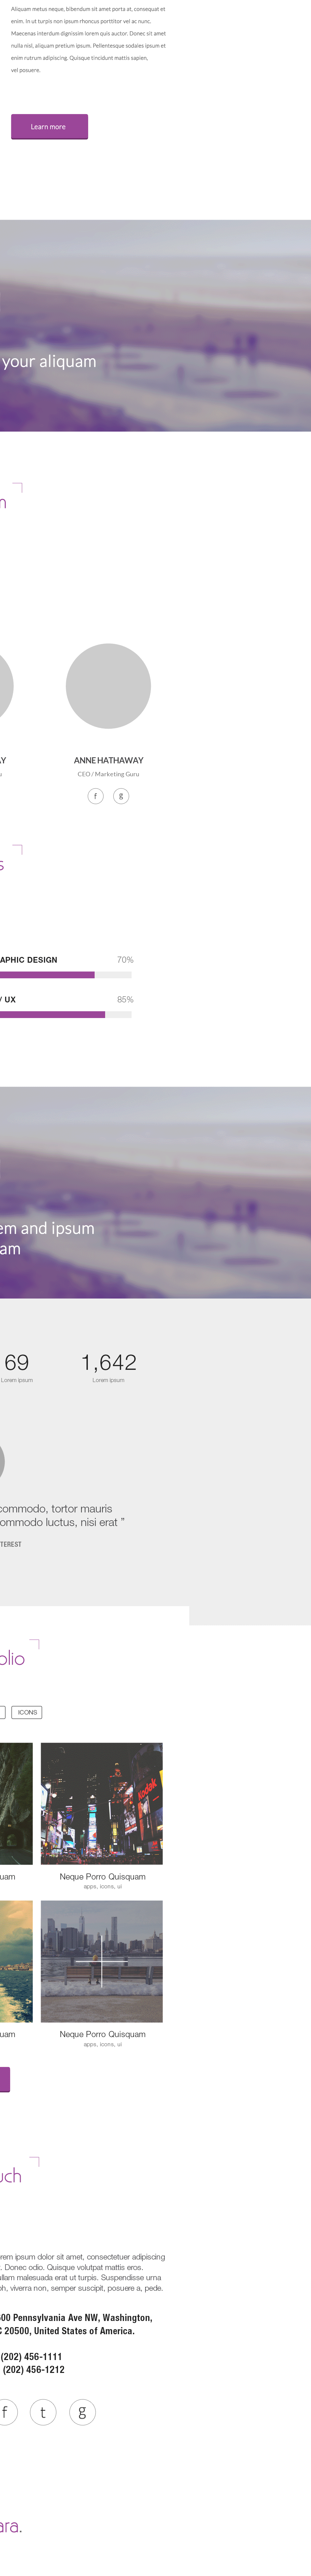 Aliquam metus neque, bibendum sit amet porta at, consequat et
enim. In ut turpis non ipsum rhoncus porttitor vel ac nunc.
Maecenas interdum dignissim lorem quis auctor. Donec sit amet
nulla nisl, aliquam pretium ipsum. Pellentesque sodales ipsum et
enim rutrum adipiscing. Quisque tincidunt mattis sapien,
vel posuere.
Learn more
your aliquam
ANNE HATHAWAY
CEO / Marketing Guru
f g
APHIC DESIGN 70%
/ UX 85%
em and ipsum
am
69 1,642
Lorem ipsum Lorem ipsum
commodo, tortor mauris
ommodo luctus, nisi erat ”
TEREST
olio
ICONS
Kodak
uam Neque Porro Quisquam
apps, icons, ui
uam Neque Porro Quisquam
apps, icons, ui
uch
rem ipsum dolor sit amet, consectetuer adipiscing
. Donec odio. Quisque volutpat mattis eros.
ullam malesuada erat ut turpis. Suspendisse urna
oh, viverra non, semper suscipit, posuere a, pede.
00 Pennsylvania Ave NW, Washington,
C 20500, United States of America.
(202) 456-1111
(202) 456-1212
f t g
ara.